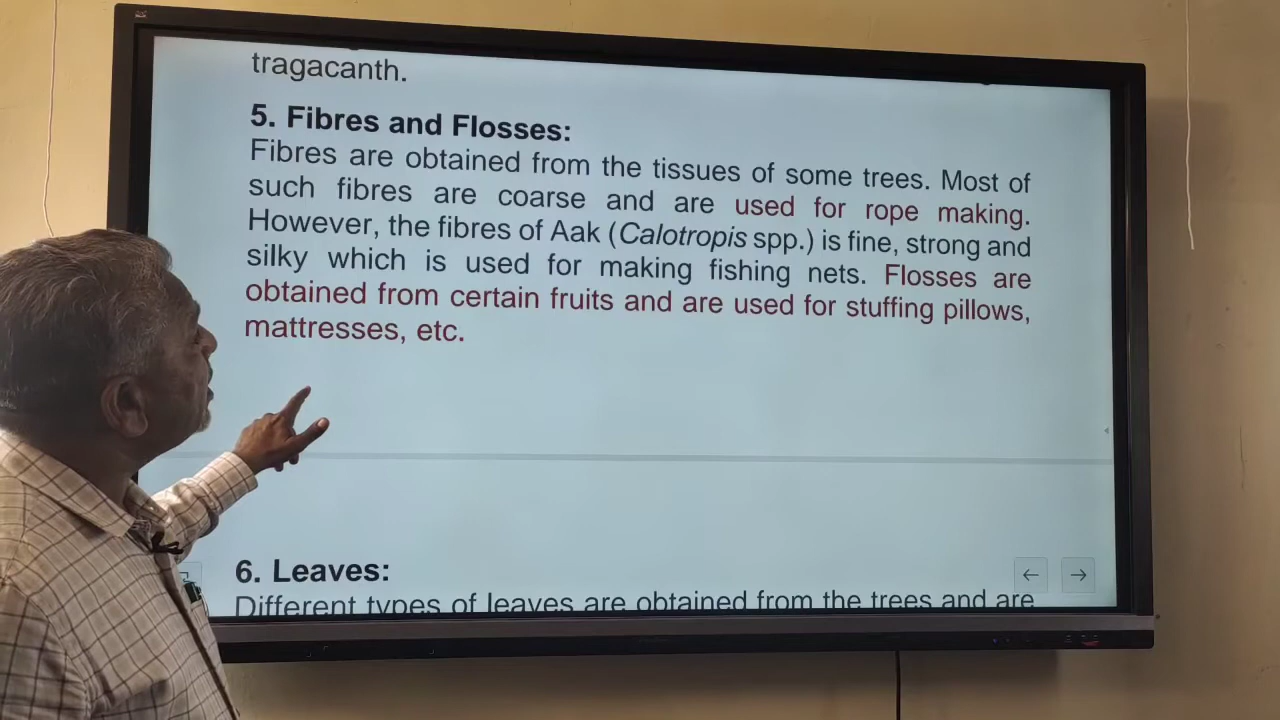 tragacanth.
5. Fibres and Flosses:
Fibres are obtained from the tissues of some trees. Most of
such fibres are coarse and are used for rope making.
However, the fibres of Aak (Calotropis spp.) is fine, strong and
silky which is used for making fishing nets. Flosses are
obtained from certain fruits and are used for stuffing pillows,
mattresses, etc.
6. Leaves:
Different types of leaves are obtained from the trees and are